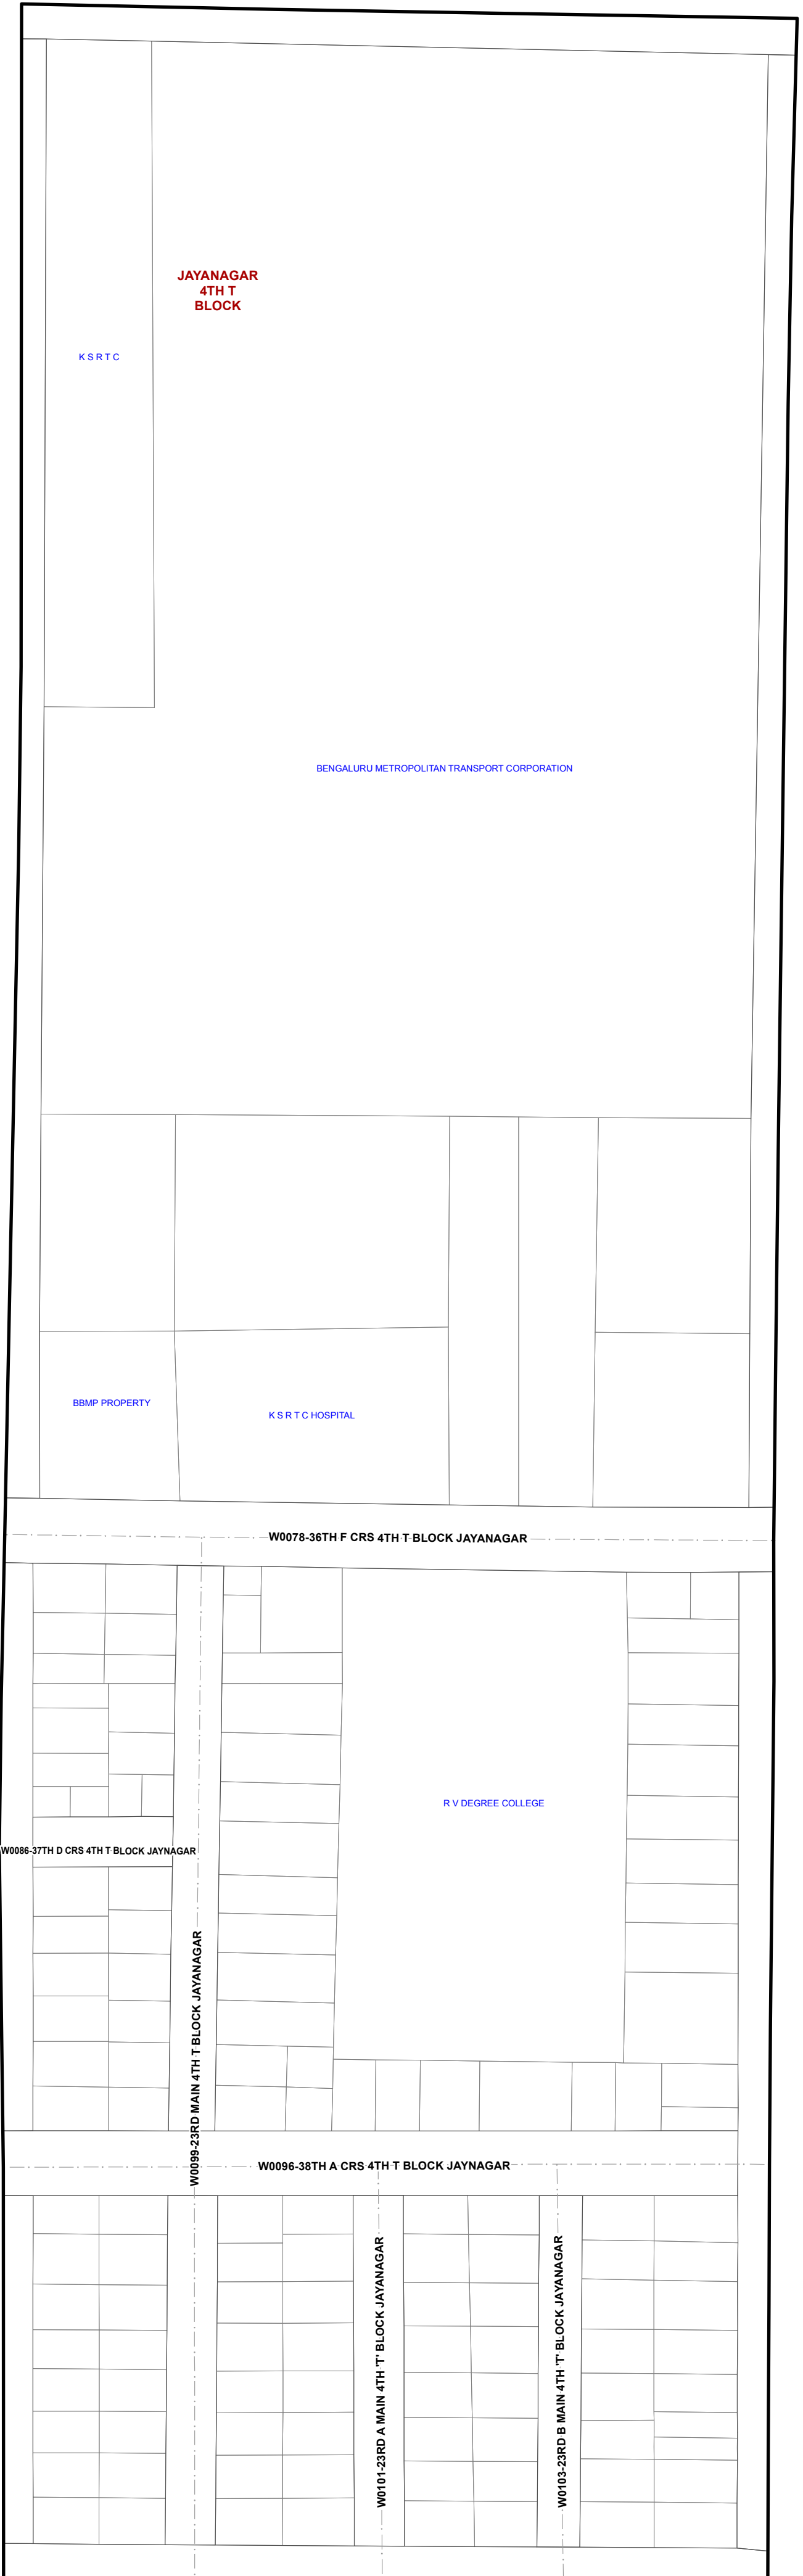 JAYANAGAR
4TH T
BLOCK
K S R T C
BENGALURU METROPOLITAN TRANSPORT CORPORATION
BBMP PROPERTY
K S R T C HOSPITAL
W0078-36TH F CRS 4TH T BLOCK JAYANAGAR
R V DEGREE COLLEGE
W0086-37TH D CRS 4TH T BLOCK JAYNAGAR
W0099-23RD MAIN 4TH T BLOCK JAYANAGAR
W0096-38TH A CRS 4TH T BLOCK JAYNAGAR
W0101-23RD A MAIN 4TH 'T' BLOCK JAYANAGAR
W0103-23RD B MAIN 4TH 'T' BLOCK JAYANAGAR